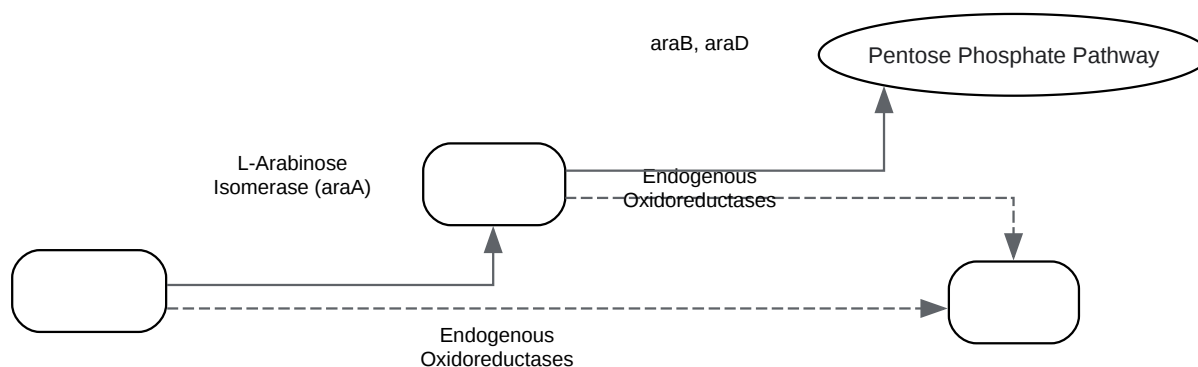 araB, araD
Pentose Phosphate Pathway
L-Arabinose
Isomerase (araA)
Endogenous
Oxidoreductases
Endogenous
Oxidoreductases